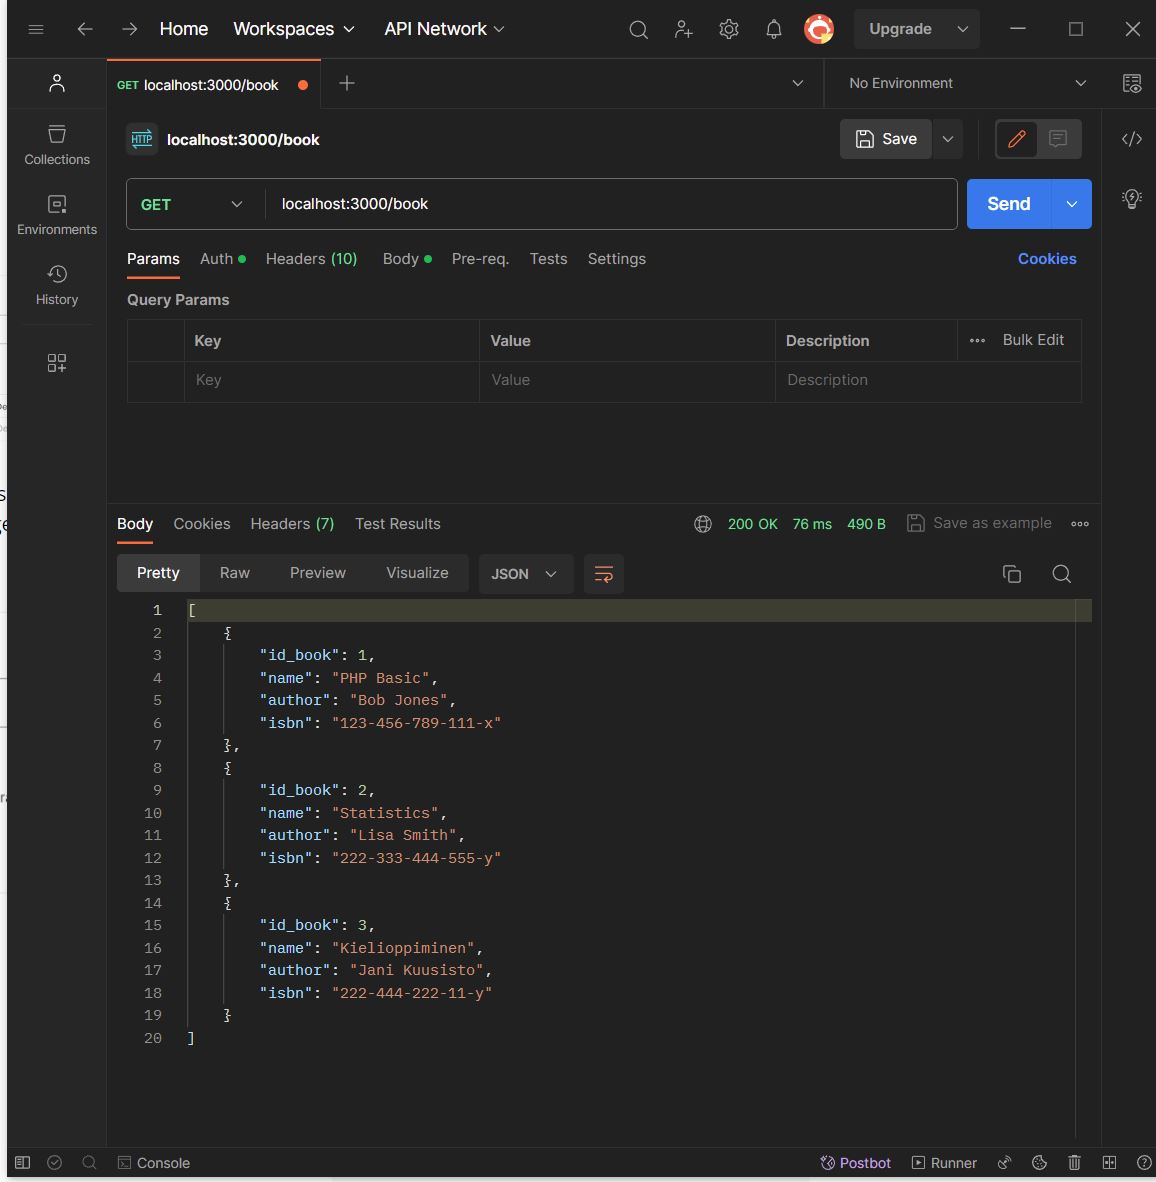 Home Workspaces API Network Upgrade
GET localhost:3000/book No Environment
HTTP localhost:3000/book Save
Collections
Environments
History
GET localhost:3000/book Send
Params Auth Headers (10) Body Pre-req. Tests Settings Cookies
Query Params
Key Value Description Bulk Edit
Key Value Description
Body Cookies Headers (7) Test Results 200 OK 76 ms 490 B Save as example
Pretty Raw Preview Visualize JSON
1 [
2 {
3 "id_book": 1,
4 "name": "PHP Basic",
5 "author": "Bob Jones",
6 "isbn": "123-456-789-111-x"
7 },
8 {
9 "id_book": 2,
10 "name": "Statistics",
11 "author": "Lisa Smith",
12 "isbn": "222-333-444-555-y"
13 },
14 {
15 "id_book": 3,
16 "name": "Kielioppiminen",
17 "author": "Jani Kuusisto",
18 "isbn": "222-444-222-11-y"
19 }
20 ]
Console Postbot Runner